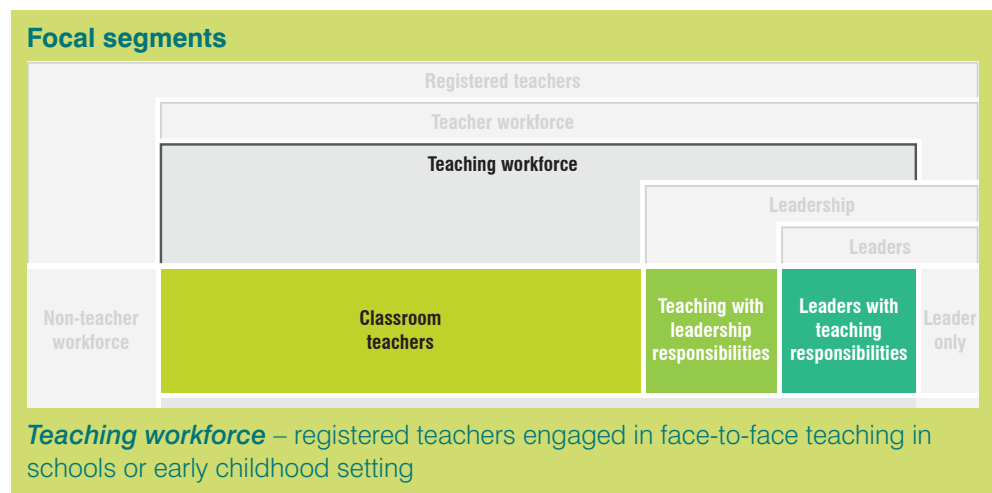 Focal segments
Registered teachers
Teacher workforce
Teaching workforce
Leadership
Leaders
Non-teacher
workforce
Classroom
teachers
Teaching with
leadership
responsibilities
Leaders with
teaching
responsibilities
Leader
only
Teaching workforce – registered teachers engaged in face-to-face teaching in
schools or early childhood setting